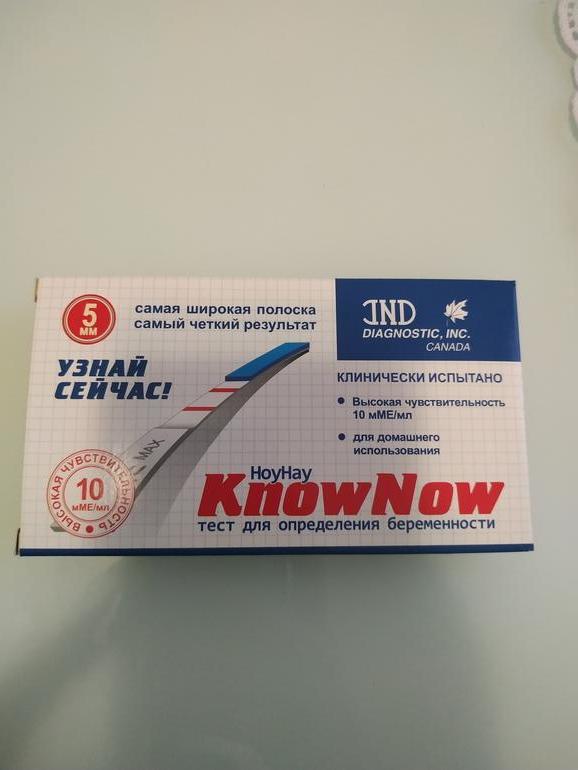 5
ММ
самая широкая полоска
самый четкий результат
IND
DIAGNOSTIC, INC.
CANADA
УЗНАЙ
СЕЙЧАС!
КЛИНИЧЕСКИ ИСПЫТАНО
Высокая чувствительность
10 мМЕ/мл
для домашнего
использования
MAX
ВЫСОКАЯ ЧУВСТВИТЕЛЬНОСТЬ
10
мМЕ/мл
НоуНау
KnowNow
тест для определения беременности